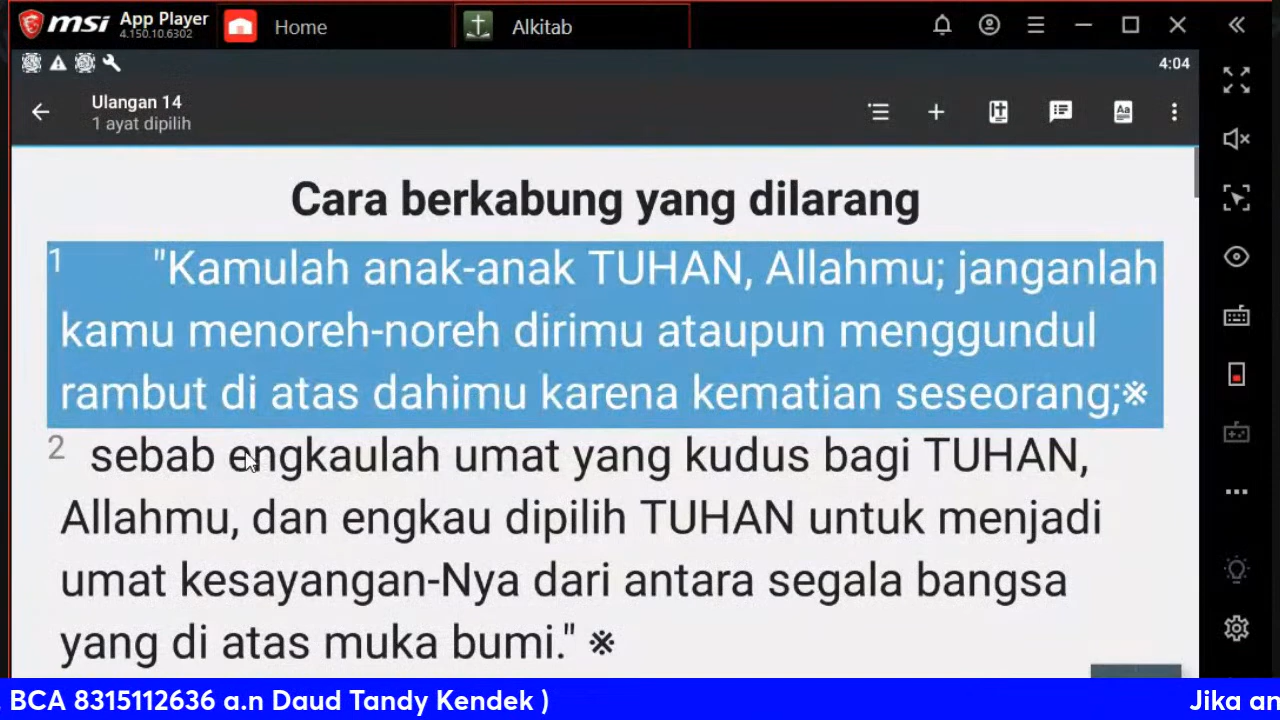 msi App Player
4.150.10.6302
Home
Alkitab
4:04
Ulangan 14
1 ayat dipilih
Cara berkabung yang dilarang
1 "Kamulah anak-anak TUHAN, Allahmu; janganlah
kamu menoreh-noreh dirimu ataupun menggundul
rambut di atas dahimu karena kematian seseorang;※
2 sebab engkaulah umat yang kudus bagi TUHAN,
Allahmu, dan engkau dipilih TUHAN untuk menjadi
umat kesayangan-Nya dari antara segala bangsa
yang di atas muka bumi." ※
BCA 8315112636 a.n Daud Tandy Kendek )
Jika an